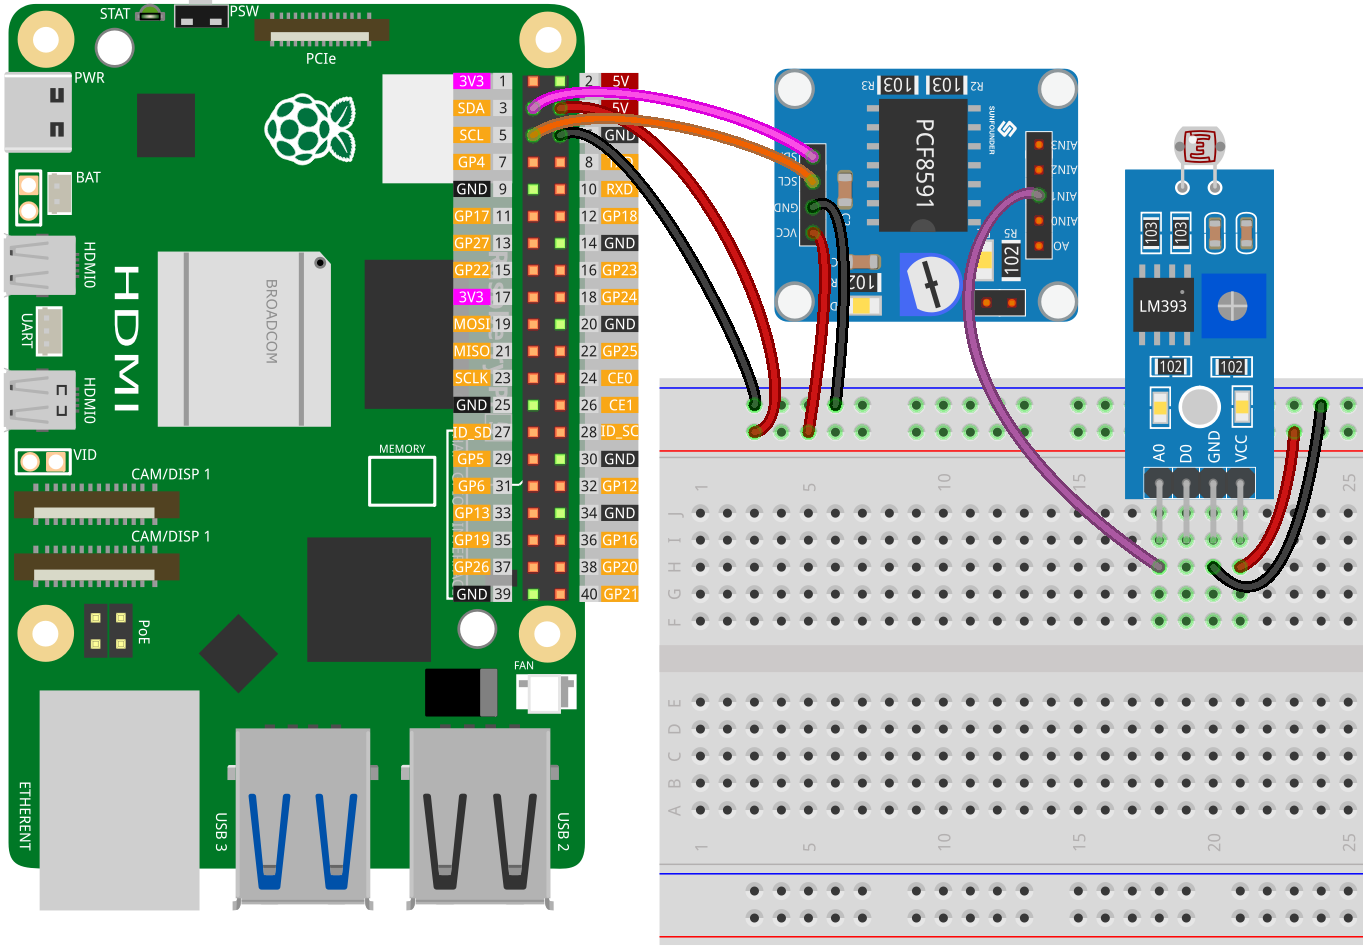 STAT
PSW
PCIe
PWR
BAT
HDMI0
UART
HDMI
BROADCOM
HDMI0
VID
CAM/DISP 1
CAM/DISP 1
MEMORY
PoE
FAN
ETHERENT
USB 3
USB 2
3V3 1 2 5V
SDA 3 5V
SCL 5 GND
GP4 7 8
GND 9 10 RXD
GP17 11 12 GP18
GP27 13 14 GND
GP22 15 16 GP23
3V3 17 18 GP24
MOSI 19 20 GND
MISO 21 22 GP25
SCLK 23 24 CE0
GND 25 26 CE1
ID_SD 27 28 ID_SC
GP5 29 30 GND
GP6 31 32 GP12
GP13 33 34 GND
GP19 35 36 GP16
GP26 37 38 GP20
GND 39 40 GP21
R3 103 103 R2
PCF8591
SUNFOUNDER
SDA
SCL
GND
VCC
AIN3
AIN2
AIN1
AIN0
AO
R5
102
102
103 103
LM393
102 102
A0 D0 GND VCC
1 5 10 15 25
J
I
H
G
F
E
D
C
B
A
1 5 10 15 20 25